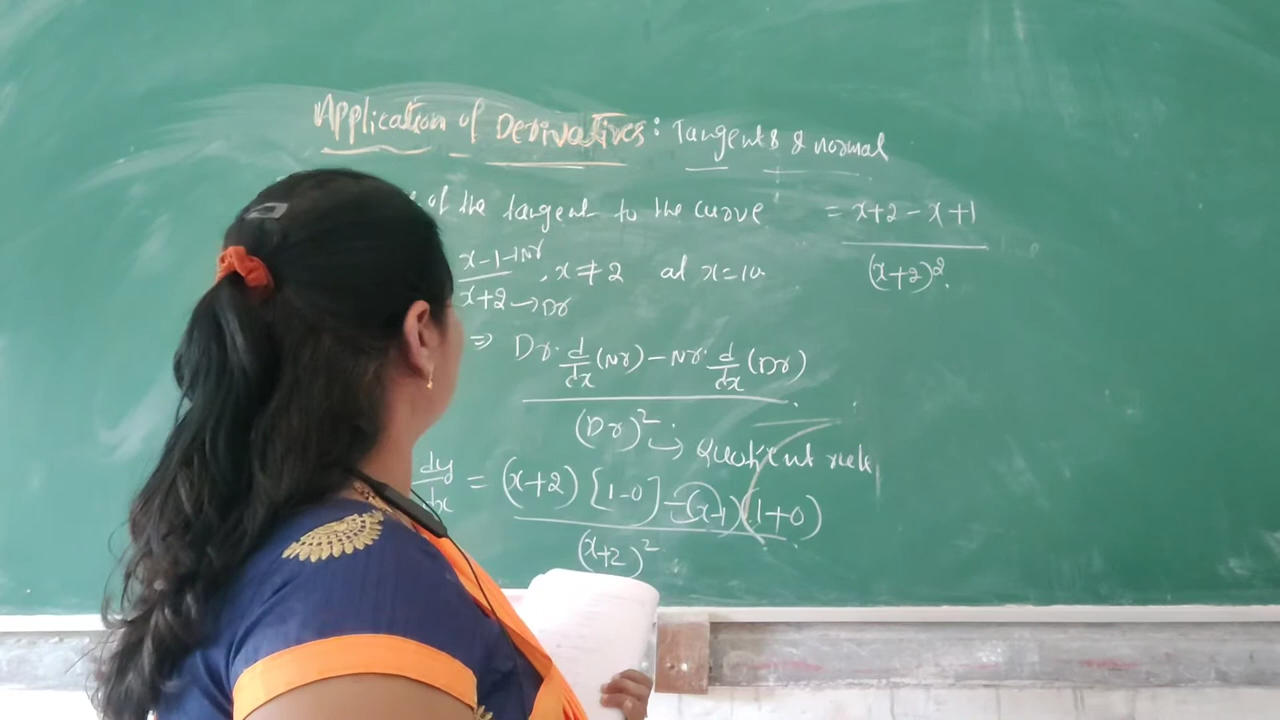 Application of Derivatives: Tangents & normal
of the tangent to the curve
x-1→Nr
x+2→Dr
, x≠2 at x=10.
⇒ Dr. d/dx (Nr) - Nr. d/dx (Dr)
(Dr)²
→ Quotient rule
dy/dx = (x+2) [1-0] - (x-1)(1+0)
(x+2)²
= x+2-x+1
(x+2)².